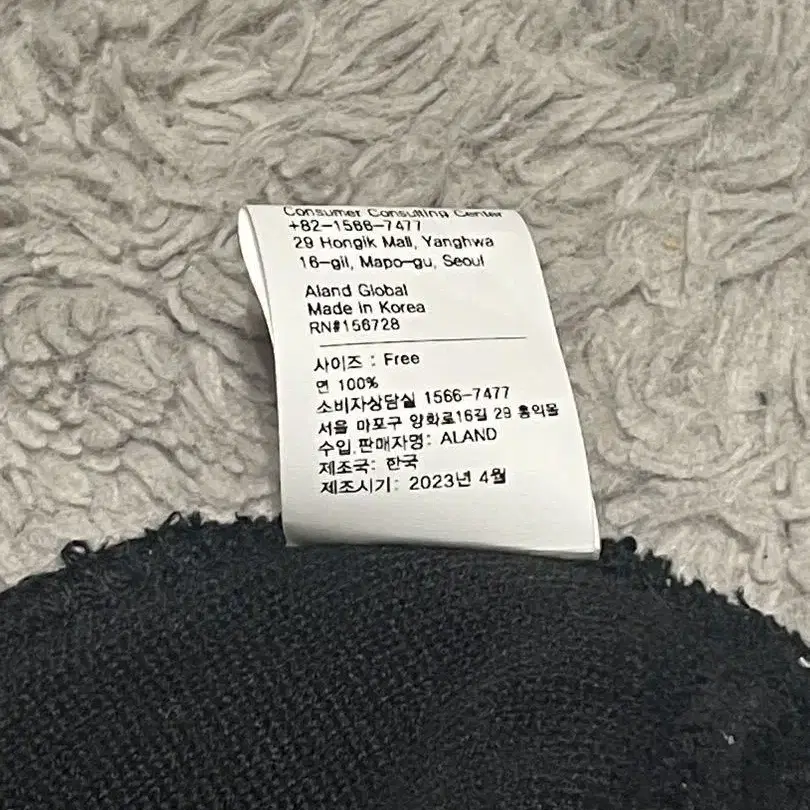 Consumer Consulting Center
+82-1566-7477
29 Hongik Mall, Yanghwa
16-gil, Mapo-gu, Seoul
Aland Global
Made in Korea
RN#156728
사이즈 : Free
면 100%
소비자상담실 1566-7477
서울 마포구 양화로16길 29 홍익몰
수입,판매자명: ALAND
제조국: 한국
제조시기: 2023년 4월